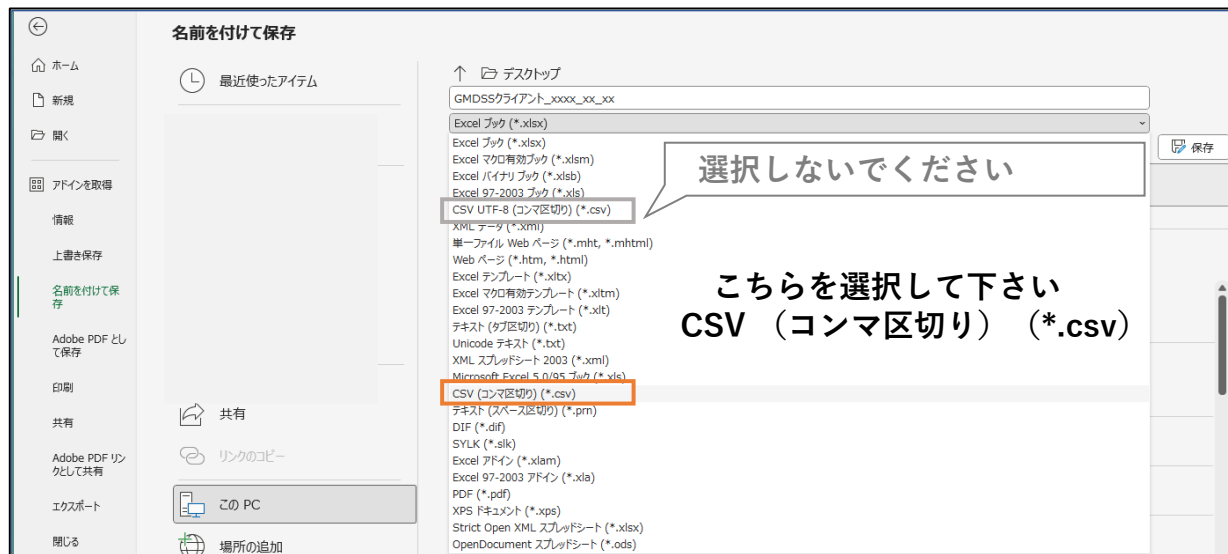 名前を付けて保存
ホーム
新規
開く
アドインを取得
情報
上書き保存
名前を付けて保
存
Adobe PDF とし
て保存
印刷
共有
Adobe PDF リン
クとして共有
エクスポート
閉じる
最近使ったアイテム
共有
リンクのコピー
この PC
場所の追加
デスクトップ
GMDSSクライアント_xxxx_xx_xx
Excel ブック (*.xlsx)
保存
Excel ブック (*.xlsx)
Excel マクロ有効ブック (*.xlsm)
Excel バイナリ ブック (*.xlsb)
Excel 97-2003 ブック (*.xls)
CSV UTF-8 (コンマ区切り) (*.csv)
XML データ (*.xml)
単一ファイル Web ページ (*.mht, *.mhtml)
Web ページ (*.htm, *.html)
Excel テンプレート (*.xltx)
Excel マクロ有効テンプレート (*.xltm)
Excel 97-2003 テンプレート (*.xlt)
テキスト (タブ区切り) (*.txt)
Unicode テキスト (*.txt)
XML スプレッドシート 2003 (*.xml)
Microsoft Excel 5.0/95 ブック (*.xls)
CSV (コンマ区切り) (*.csv)
テキスト (スペース区切り) (*.prn)
DIF (*.dif)
SYLK (*.slk)
Excel アドイン (*.xlam)
Excel 97-2003 アドイン (*.xla)
PDF (*.pdf)
XPS ドキュメント (*.xps)
Strict Open XML スプレッドシート (*.xlsx)
OpenDocument スプレッドシート (*.ods)
選択しないでください
こちらを選択して下さい
CSV （コンマ区切り）（*.csv）